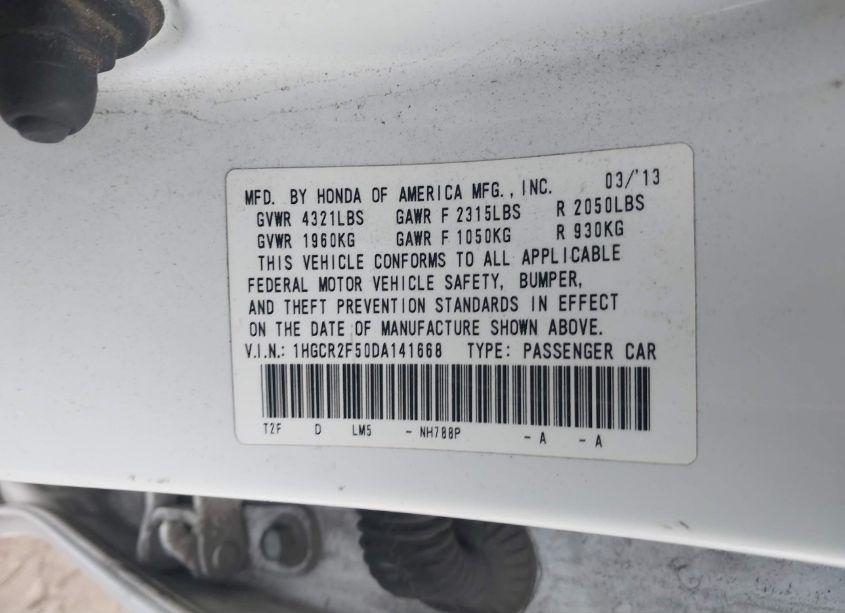 MFD. BY HONDA OF AMERICA MFG., INC. 03/'13
GVWR 4321LBS GAWR F 2315LBS R 2050LBS
GVWR 1960KG GAWR F 1050KG R 930KG
THIS VEHICLE CONFORMS TO ALL APPLICABLE
FEDERAL MOTOR VEHICLE SAFETY, BUMPER,
AND THEFT PREVENTION STANDARDS IN EFFECT
ON THE DATE OF MANUFACTURE SHOWN ABOVE.
V.I.N.: 1HGCR2F50DA141668 TYPE: PASSENGER CAR
T2F D LM5 - NH788P - A - A